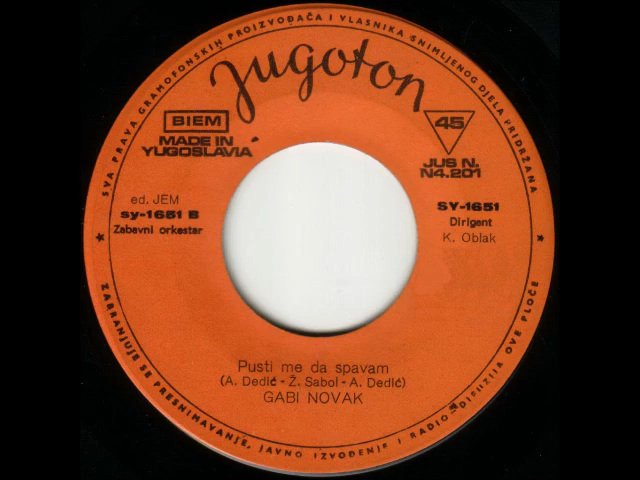 SVA PRAVA GRAMOFONSKIH PROIZVOĐAČA I VLASNIKA SNIMLJENOG DJELA PRIDRŽANA
Jugoton
BIEM
MADE IN
YUGOSLAVIA
45
JUS N.
N4.201
ed. JEM
sy-1651 B
Zabavni orkestar
SY-1651
Dirigent
K. Oblak
Pusti me da spavam
(A. Dedić - Ž. Sabol - A. Dedić)
GABI NOVAK
ZABRANJUJE SE PRESNIMAVANJE, JAVNO IZVOĐENJE I RADIO-DIFUZIJA OVE PLOČE